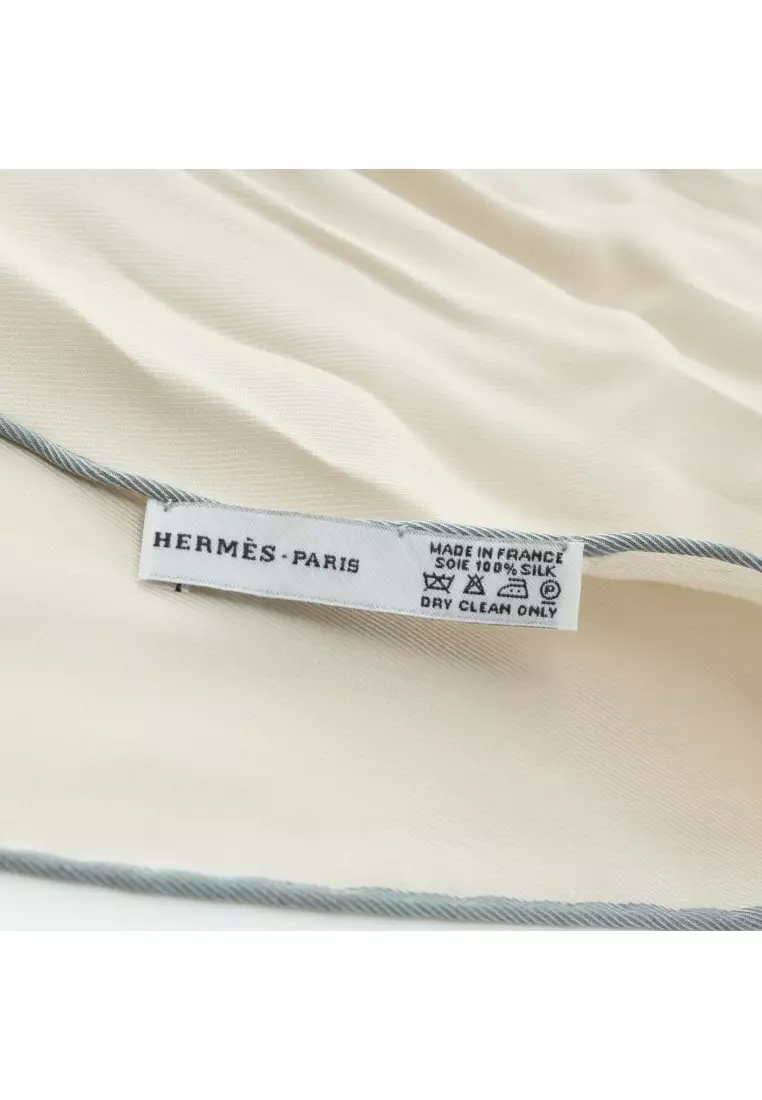 HERMÈS-PARIS
MADE IN FRANCE
SOIE 100% SILK
DRY CLEAN ONLY